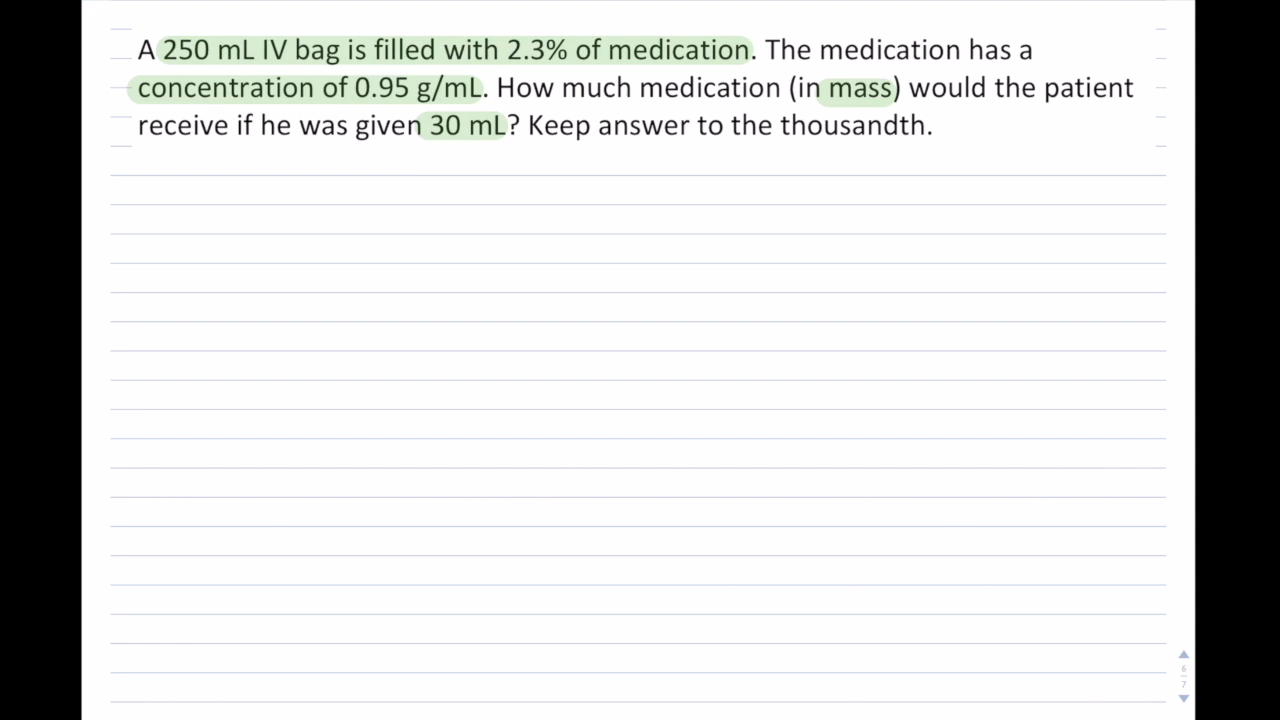 A 250 mL IV bag is filled with 2.3% of medication. The medication has a
concentration of 0.95 g/mL. How much medication (in mass) would the patient
receive if he was given 30 mL? Keep answer to the thousandth.
6
7